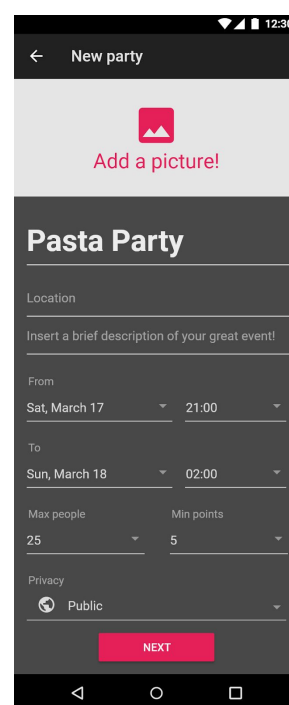 12:30
New party
Add a picture!
Pasta Party
Location
Insert a brief description of your great event!
From
Sat, March 17 21:00
To
Sun, March 18 02:00
Max people Min points
25 5
Privacy
Public
NEXT